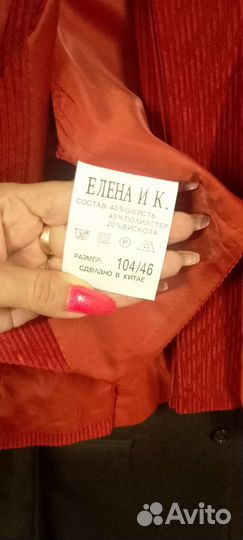 ЕЛЕНА И К.
СОСТАВ: 40% ШЕРСТЬ
40% ПОЛИЭСТЕР
20% ВИСКОЗА
РАЗМЕР: 104/46
СДЕЛАНО В КИТАЕ
Avito